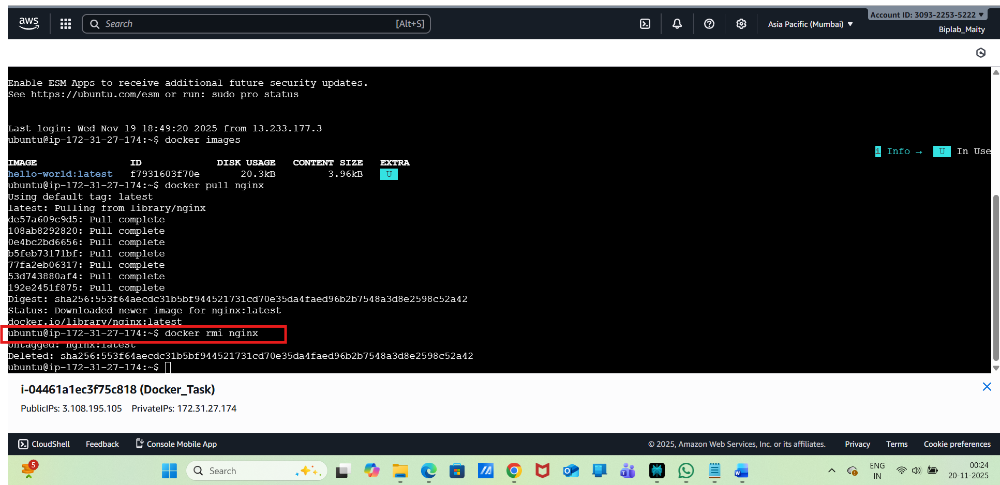 aws
Search
[Alt+S]
Asia Pacific (Mumbai)
Account ID: 3093-2253-5222
Biplab_Maity
Enable ESM Apps to receive additional future security updates.
See https://ubuntu.com/esm or run: sudo pro status
Last login: Wed Nov 19 18:49:20 2025 from 13.233.177.3
ubuntu@ip-172-31-27-174:~$ docker images
i Info → U In Use
IMAGE ID DISK USAGE CONTENT SIZE EXTRA
hello-world:latest f7931603f70e 20.3kB 3.96kB U
ubuntu@ip-172-31-27-174:~$ docker pull nginx
Using default tag: latest
latest: Pulling from library/nginx
de57a609c9d5: Pull complete
108ab8292820: Pull complete
0e4bc2bd6656: Pull complete
b5feb73171bf: Pull complete
77fa2eb06317: Pull complete
53d743880af4: Pull complete
192e2451f875: Pull complete
Digest: sha256:553f64aecdc31b5bf944521731cd70e35da4faed96b2b7548a3d8e2598c52a42
Status: Downloaded newer image for nginx:latest
docker.io/library/nginx:latest
ubuntu@ip-172-31-27-174:~$ docker rmi nginx
Untagged: nginx:latest
Deleted: sha256:553f64aecdc31b5bf944521731cd70e35da4faed96b2b7548a3d8e2598c52a42
ubuntu@ip-172-31-27-174:~$
i-04461a1ec3f75c818 (Docker_Task)
PublicIPs: 3.108.195.105 PrivateIPs: 172.31.27.174
CloudShell Feedback Console Mobile App
© 2025, Amazon Web Services, Inc. or its affiliates. Privacy Terms Cookie preferences
5
Search
ENG
IN
00:24
20-11-2025